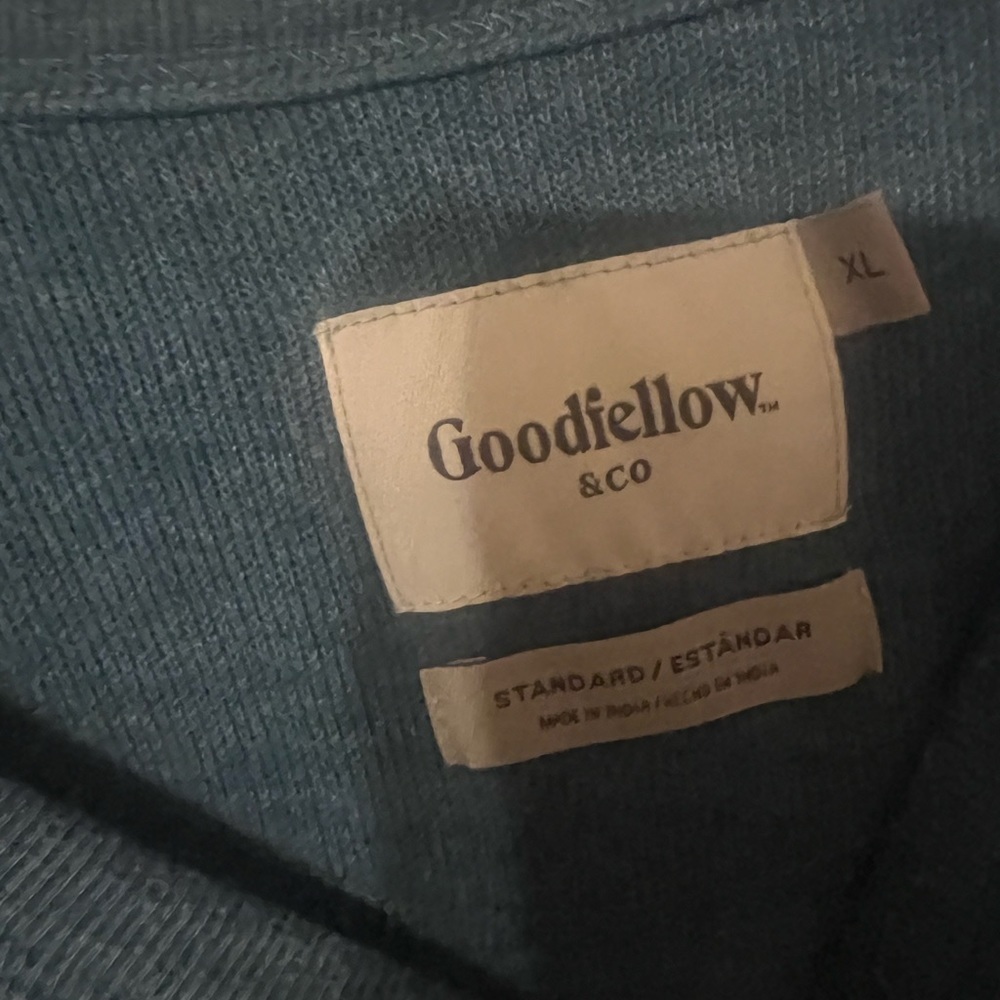 XL
Goodfellow™
&CO
STANDARD / ESTÁNDAR
MADE IN INDIA / HECHO EN INDIA